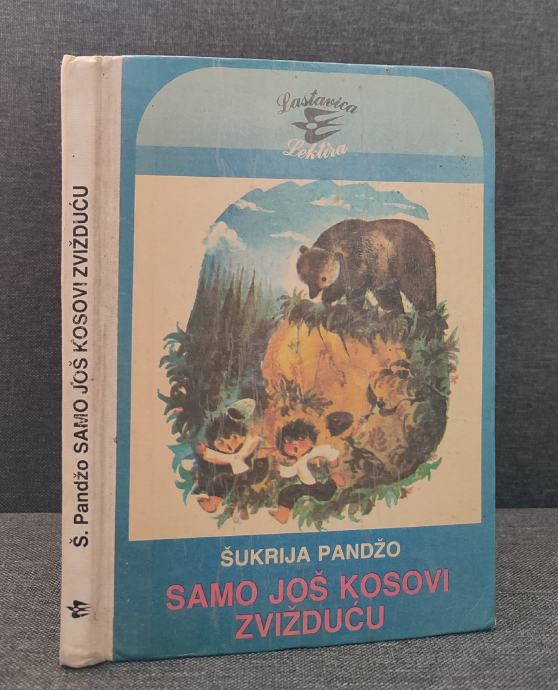 Š. Pandžo SAMO JOŠ KOSOVI ZVIŽDUĆU
Lastavica
Lektira
ŠUKRIJA PANDŽO
SAMO JOŠ KOSOVI
ZVIŽDUĆU